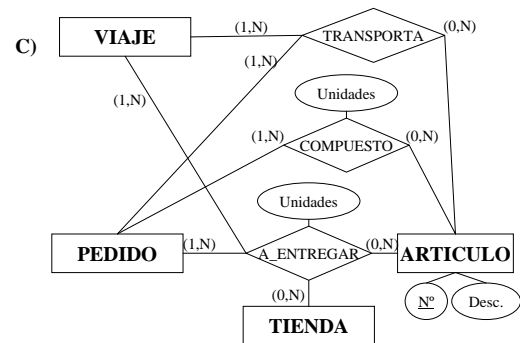 C)
VIAJE
(1,N)
TRANSPORTA
(0,N)
(1,N)
(1,N)
Unidades
(1,N)
COMPUESTO
(0,N)
Unidades
PEDIDO
(1,N)
A_ENTREGAR
(0,N)
ARTICULO
(0,N)
Nº
Desc.
TIENDA